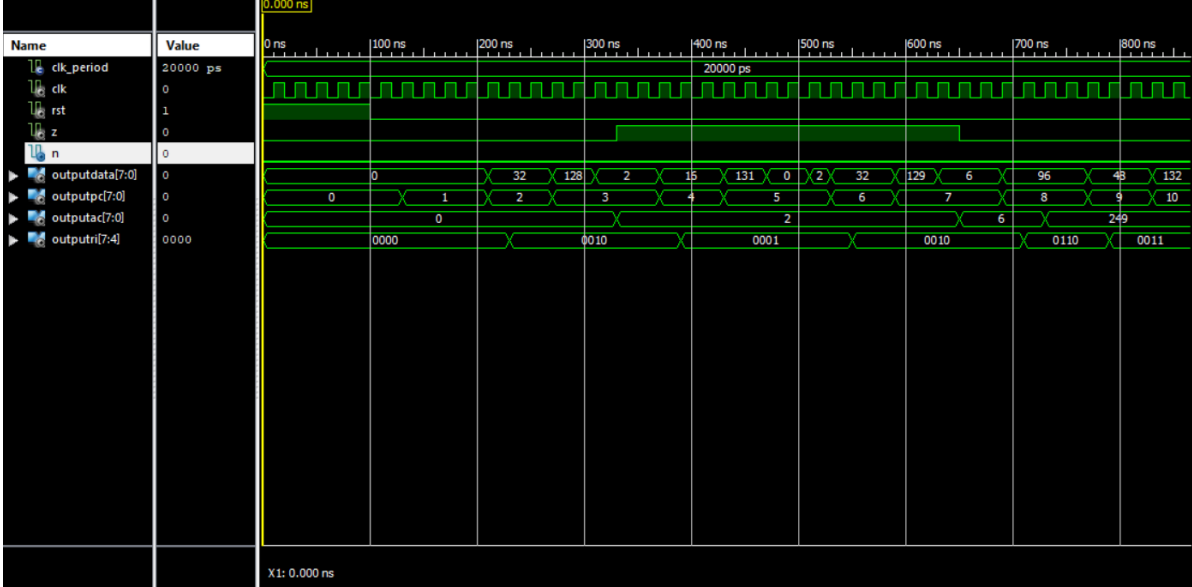 0.000 ns
Name Value 0 ns 100 ns 200 ns 300 ns 400 ns 500 ns 600 ns 700 ns 800 ns
clk_period 20000 ps 20000 ps
clk 0
rst 1
z 0
n 0
outputdata[7:0] 0 0 32 128 2 16 131 0 2 32 129 6 96 48 132
outputpc[7:0] 0 0 1 2 3 4 5 6 7 8 9 10
outputac[7:0] 0 0 2 6 249
outputri[7:4] 0000 0000 0010 0001 0010 0110 0011
X1: 0.000 ns